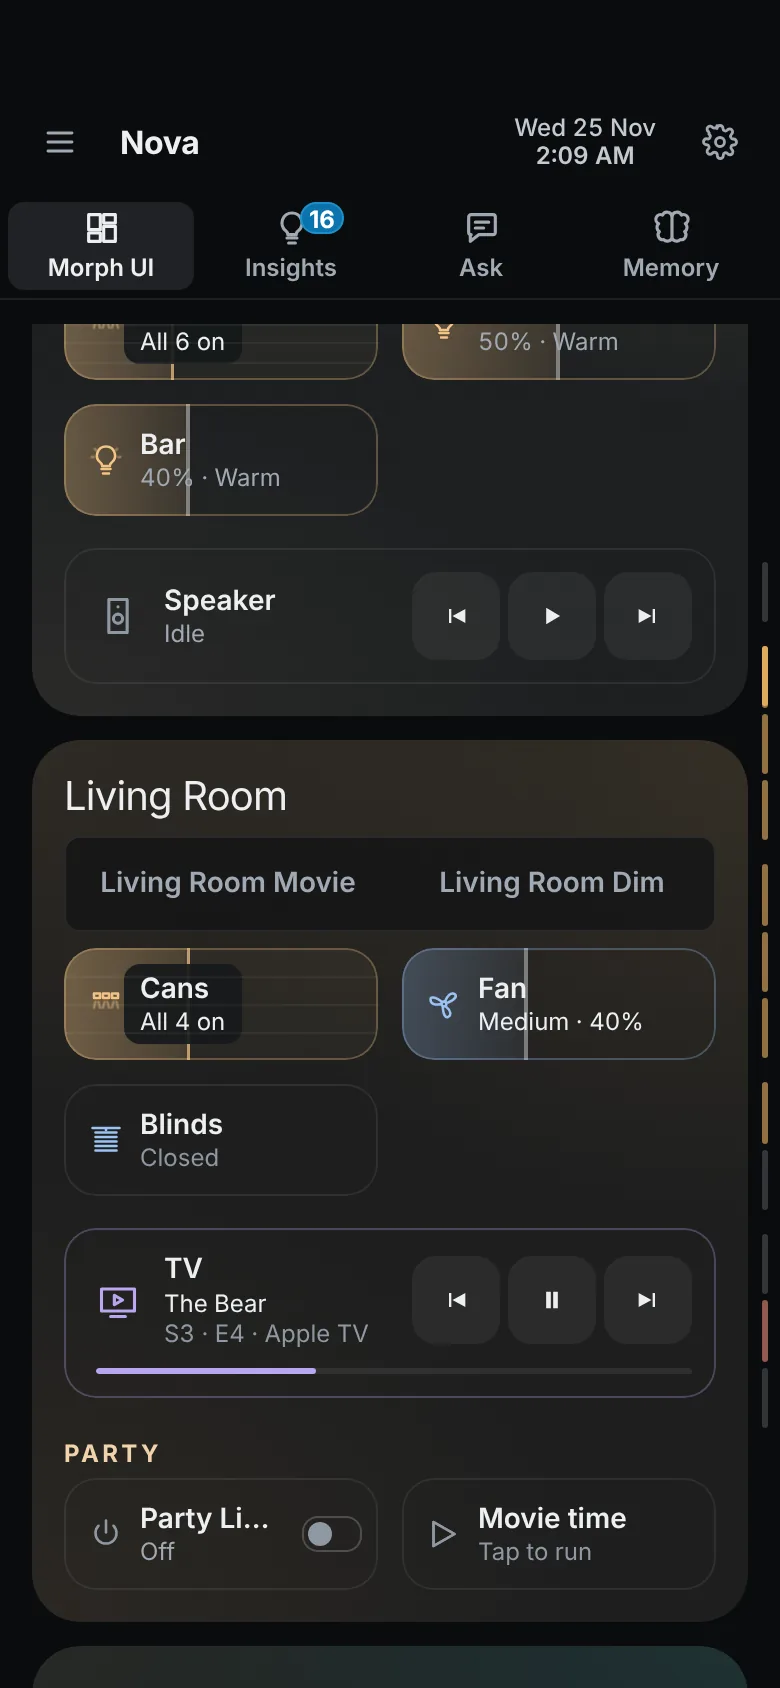 Nova
Wed 25 Nov
2:09 AM
Morph UI
16
Insights
Ask
Memory
All 6 on
50% · Warm
Bar
40% · Warm
Speaker
Idle
Living Room
Living Room Movie
Living Room Dim
Cans
All 4 on
Fan
Medium · 40%
Blinds
Closed
TV
The Bear
S3 · E4 · Apple TV
PARTY
Party Li...
Off
Movie time
Tap to run